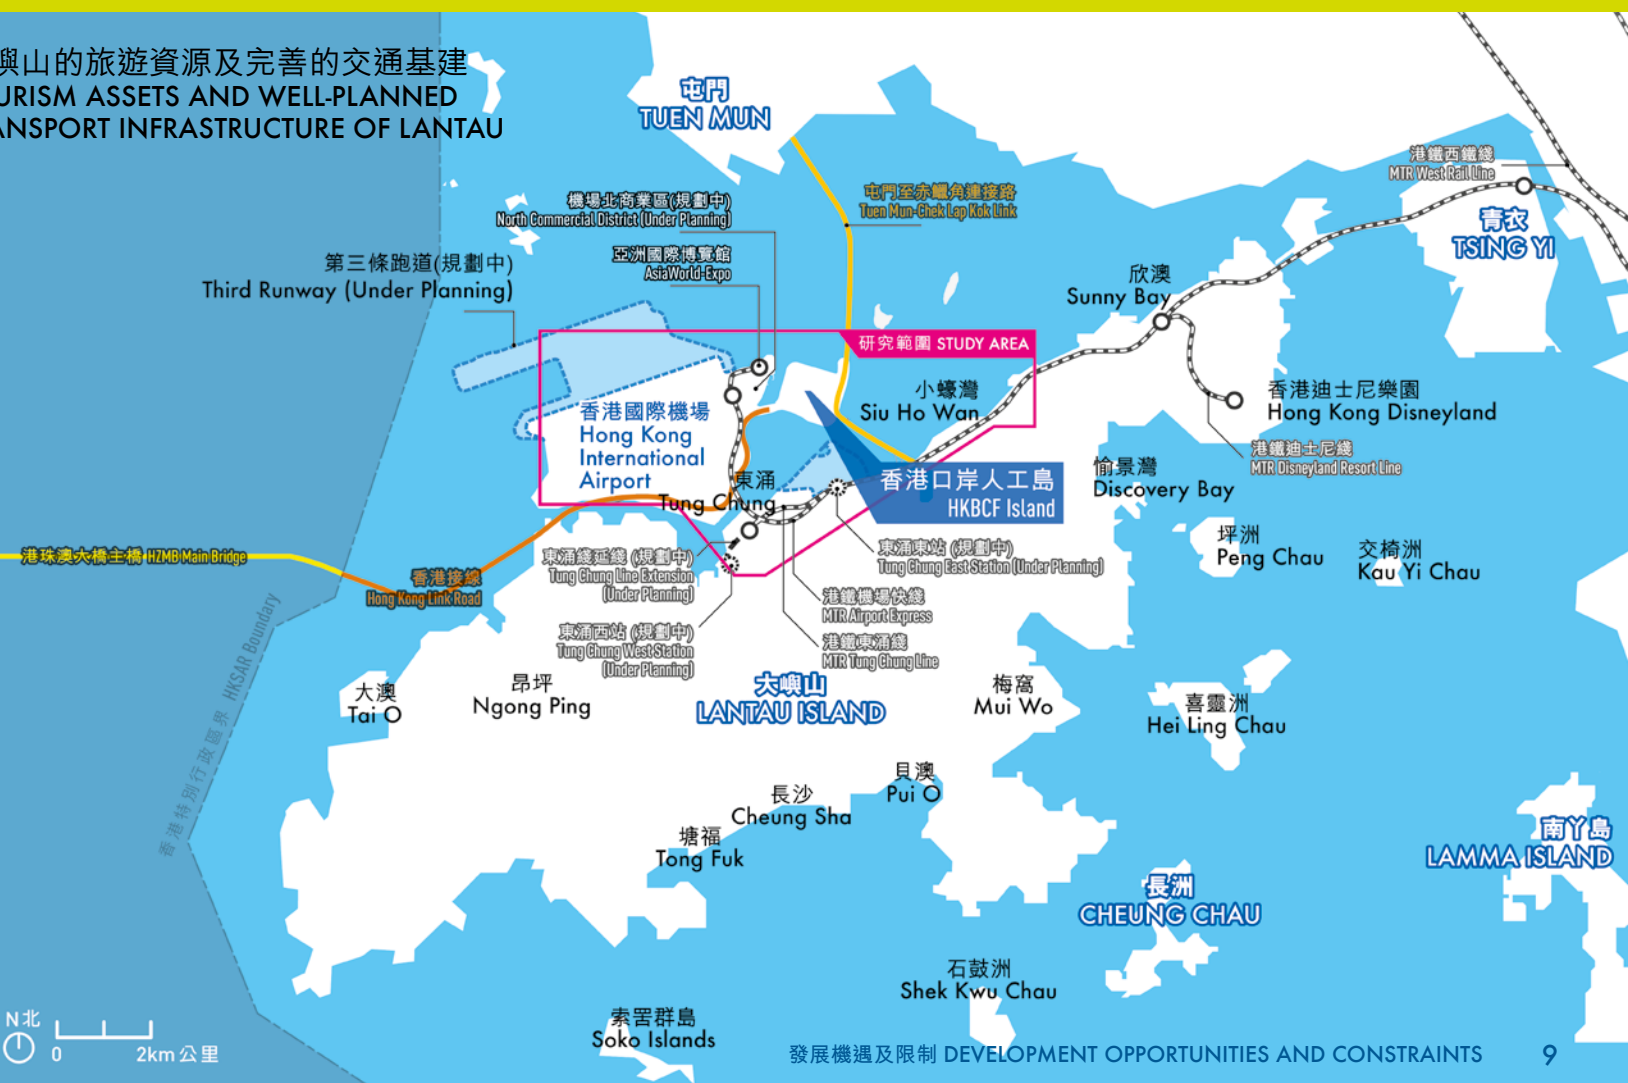 嶼山的旅遊資源及完善的交通基建
URISM ASSETS AND WELL-PLANNED
ANSPORT INFRASTRUCTURE OF LANTAU
屯門
TUEN MUN
港鐵西鐵綫
MTR West Rail Line
青衣
TSING YI
機場北商業區(規劃中)
North Commercial District (Under Planning)
屯門至赤鱲角連接路
Tuen Mun-Chek Lap Kok Link
亞洲國際博覽館
AsiaWorld-Expo
第三條跑道(規劃中)
Third Runway (Under Planning)
欣澳
Sunny Bay
研究範圍 STUDY AREA
小蠔灣
Siu Ho Wan
香港迪士尼樂園
Hong Kong Disneyland
香港國際機場
Hong Kong
International
Airport
港鐵迪士尼綫
MTR Disneyland Resort Line
東涌
Tung Chung
香港口岸人工島
HKBCF Island
愉景灣
Discovery Bay
坪洲
Peng Chau
交椅洲
Kau Yi Chau
港珠澳大橋主橋 HZMB Main Bridge
香港接線
Hong Kong Link Road
東涌綫延綫 (規劃中)
Tung Chung Line Extension
(Under Planning)
東涌東站 (規劃中)
Tung Chung East Station (Under Planning)
港鐵機場快綫
MTR Airport Express
東涌西站 (規劃中)
Tung Chung West Station
(Under Planning)
港鐵東涌綫
MTR Tung Chung Line
香港特別行政區界 HKSAR Boundary
大澳
Tai O
昂坪
Ngong Ping
大嶼山
LANTAU ISLAND
梅窩
Mui Wo
喜靈洲
Hei Ling Chau
貝澳
Pui O
長沙
Cheung Sha
塘福
Tong Fuk
南丫島
LAMMA ISLAND
長洲
CHEUNG CHAU
石鼓洲
Shek Kwu Chau
索罟群島
Soko Islands
N北
0 2km公里
發展機遇及限制 DEVELOPMENT OPPORTUNITIES AND CONSTRAINTS 9